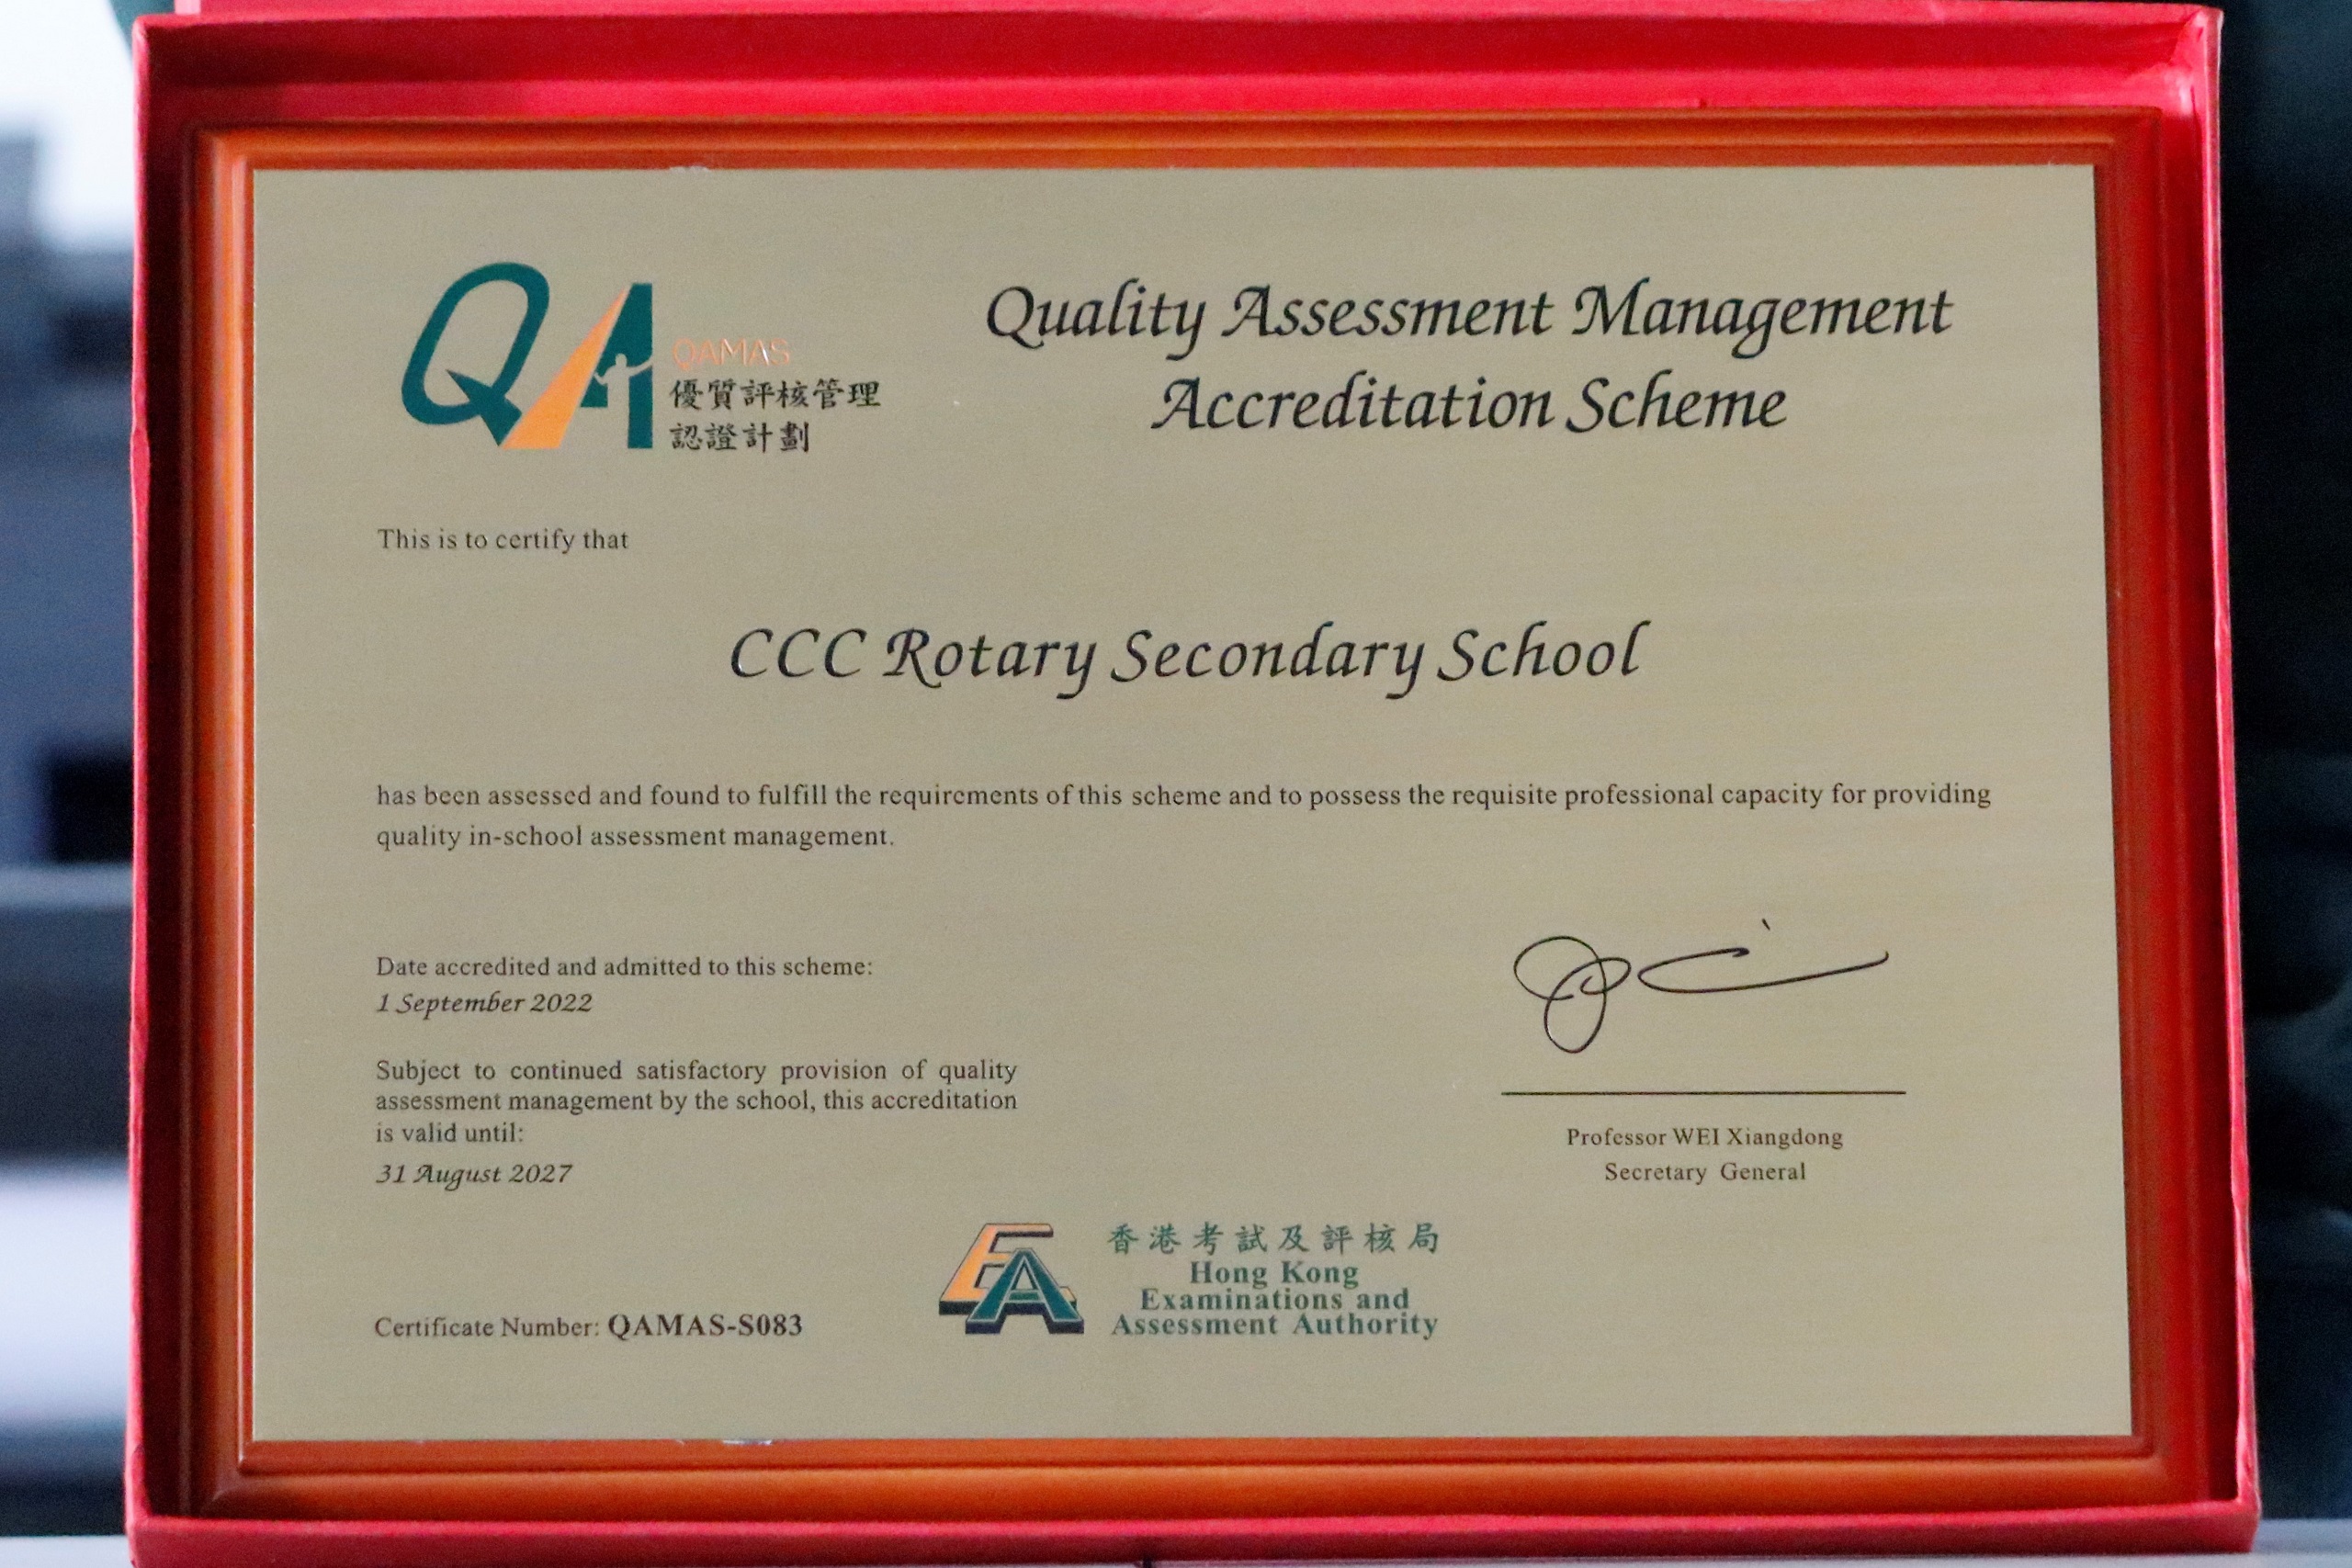 QA
QAMAS
優質評核管理
認證計劃
Quality Assessment Management
Accreditation Scheme
This is to certify that
CCC Rotary Secondary School
has been assessed and found to fulfill the requirements of this scheme and to possess the requisite professional capacity for providing
quality in-school assessment management.
Date accredited and admitted to this scheme:
1 September 2022
Subject to continued satisfactory provision of quality
assessment management by the school, this accreditation
is valid until:
31 August 2027
Certificate Number: QAMAS-S083
Professor WEI Xiangdong
Secretary General
EA
香港考試及評核局
Hong Kong
Examinations and
Assessment Authority